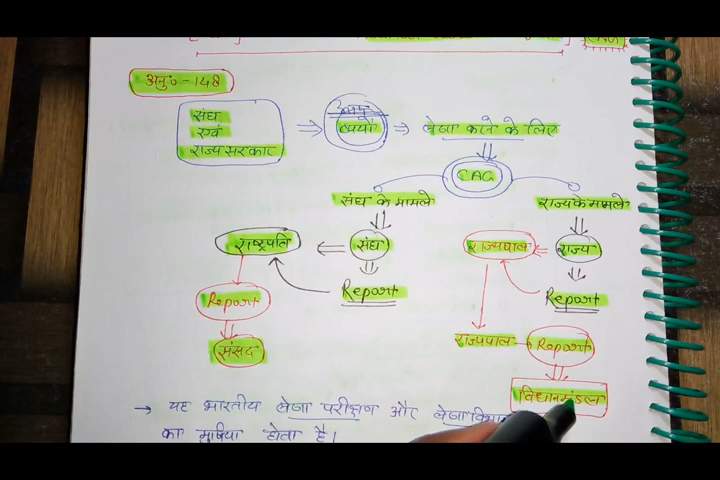 अनु० - 148
संघ
एवं
राज्य सरकार
व्ययों
लेखा करने के लिए
CAG
संघ के मामले
राज्य के मामले
राष्ट्रपति
संघ
राज्यपाल
राज्य
Report
Report
Report
संसद
राज्यपाल
Report
विधानमंडल
→ यह भारतीय लेखा परीक्षण और
का मुखिया होता है।